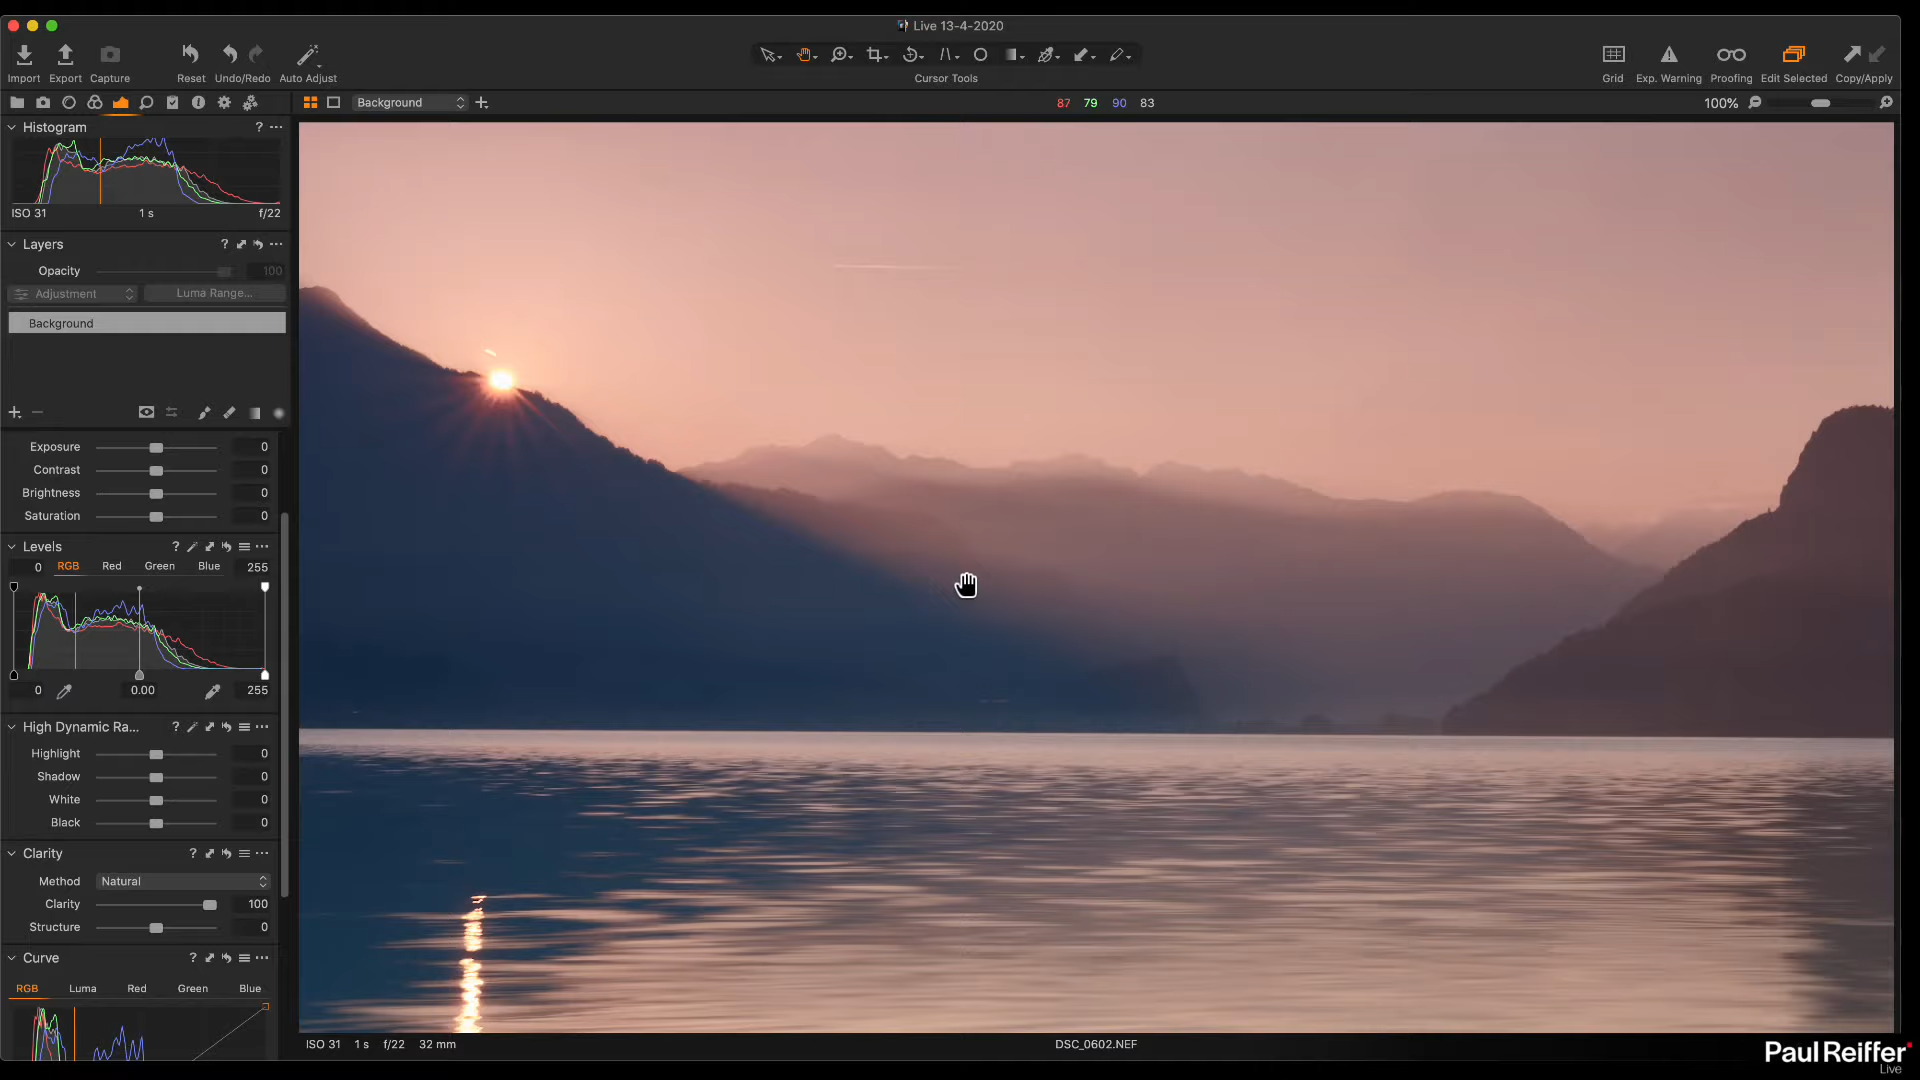 Live 13-4-2020
Import Export Capture Reset Undo/Redo Auto Adjust Cursor Tools Grid Exp. Warning Proofing Edit Selected Copy/Apply
Background 87 79 90 83 100%
Histogram ?
ISO 31 1 s f/22
Layers ?
Opacity 100
Adjustment Luma Range...
Background
Exposure 0
Contrast 0
Brightness 0
Saturation 0
Levels ?
0 RGB Red Green Blue 255
0 0.00 255
High Dynamic Ra... ?
Highlight 0
Shadow 0
White 0
Black 0
Clarity ?
Method Natural
Clarity 100
Structure 0
Curve ?
RGB Luma Red Green Blue
ISO 31 1 s f/22 32 mm DSC_0602.NEF
Paul Reiffer
Live